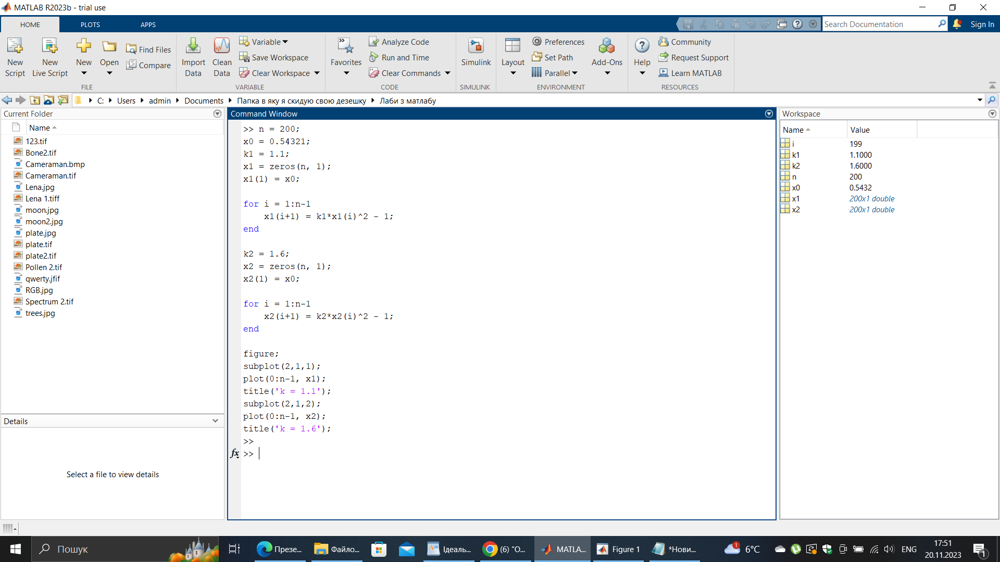 MATLAB R2023b - trial use
HOME PLOTS APPS
Search Documentation Sign In
New Script
New Live Script
New
Open
Find Files
Compare
FILE
Import Data
Clean Data
Variable
Save Workspace
Clear Workspace
VARIABLE
Favorites
Analyze Code
Run and Time
Clear Commands
CODE
Simulink
SIMULINK
Layout
Preferences
Set Path
Parallel
Add-Ons
ENVIRONMENT
Help
Community
Request Support
Learn MATLAB
RESOURCES
C: Users admin Documents Папка в яку я скидую свою дезешку Лаби з матлабу
Current Folder
Name
123.tif
Bone2.tif
Cameraman.bmp
Cameraman.tif
Lena.jpg
Lena 1.tiff
moon.jpg
moon2.jpg
plate.jpg
plate.tif
plate2.tif
Pollen 2.tif
qwerty.jfif
RGB.jpg
Spectrum 2.tif
trees.jpg
Details
Select a file to view details
Command Window
>> n = 200;
x0 = 0.54321;
k1 = 1.1;
x1 = zeros(n, 1);
x1(1) = x0;
for i = 1:n-1
    x1(i+1) = k1*x1(i)^2 - 1;
end
k2 = 1.6;
x2 = zeros(n, 1);
x2(1) = x0;
for i = 1:n-1
    x2(i+1) = k2*x2(i)^2 - 1;
end
figure;
subplot(2,1,1);
plot(0:n-1, x1);
title('k = 1.1');
subplot(2,1,2);
plot(0:n-1, x2);
title('k = 1.6');
>>
fx >>
Workspace
Name Value
i 199
k1 1.1000
k2 1.6000
n 200
x0 0.5432
x1 200x1 double
x2 200x1 double
Пошук
Презе...
Файло...
Ідеаль...
(6) "О...
MATLA...
Figure 1
*Нови...
1
6°C
ENG
17:51
20.11.2023
1